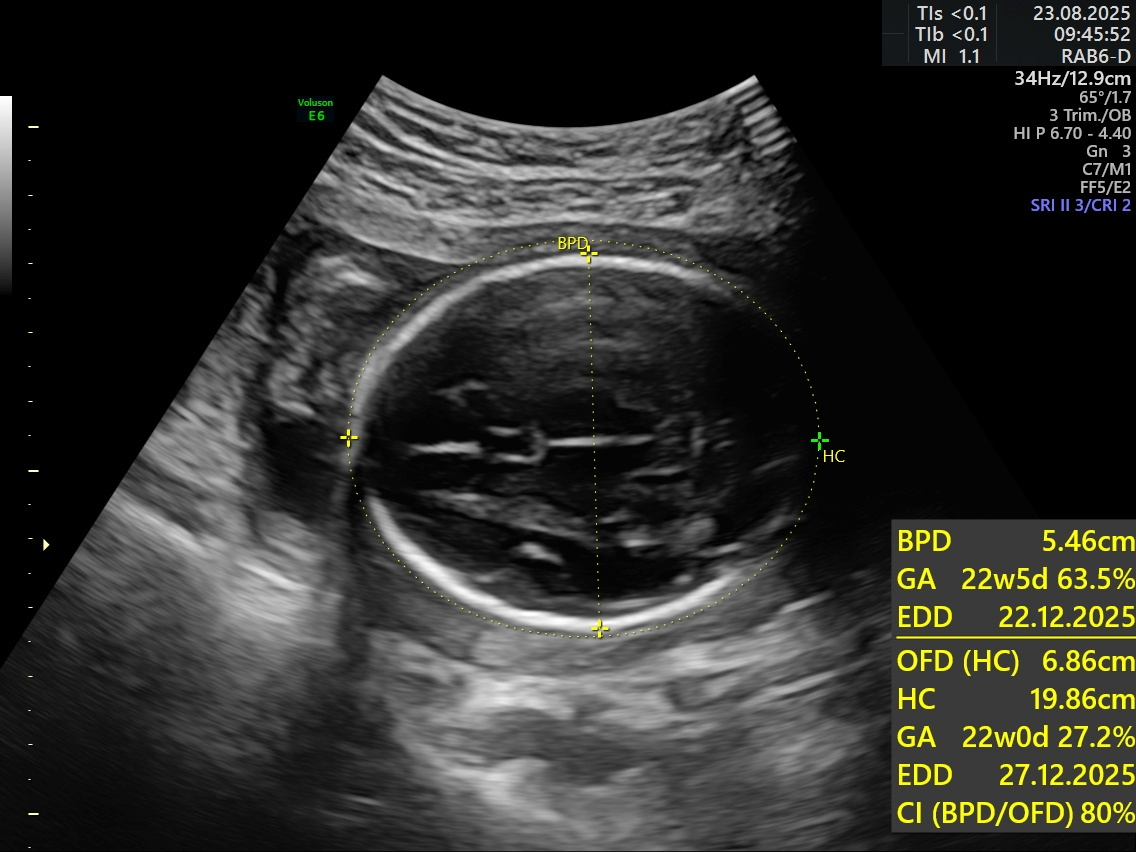 TIs <0.1 23.08.2025
TIb <0.1 09:45:52
MI 1.1 RAB6-D
34Hz/12.9cm
65°/1.7
3 Trim./OB
HI P 6.70 - 4.40
Gn 3
C7/M1
FF5/E2
SRI II 3/CRI 2
Voluson
E6
BPD
HC
BPD 5.46cm
GA 22w5d 63.5%
EDD 22.12.2025
OFD (HC) 6.86cm
HC 19.86cm
GA 22w0d 27.2%
EDD 27.12.2025
CI (BPD/OFD) 80%